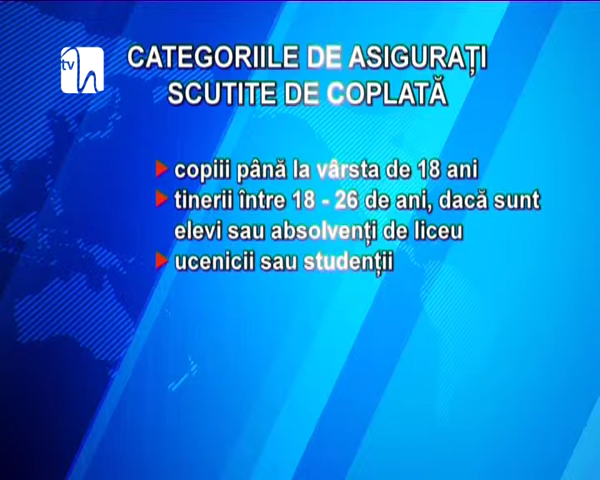 tv h
CATEGORIILE DE ASIGURAȚI
SCUTITE DE COPLATĂ
copiii până la vârsta de 18 ani
tinerii între 18 - 26 de ani, dacă sunt
elevi sau absolvenți de liceu
ucenicii sau studenții